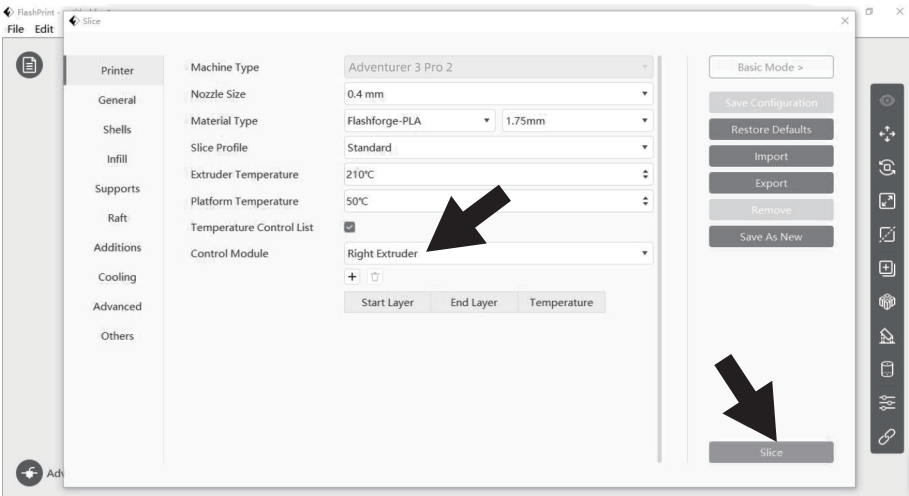 FlashPrint -
File Edit
Slice
Printer
General
Shells
Infill
Supports
Raft
Additions
Cooling
Advanced
Others
Machine Type Adventurer 3 Pro 2
Nozzle Size 0.4 mm
Material Type Flashforge-PLA 1.75mm
Slice Profile Standard
Extruder Temperature 210℃
Platform Temperature 50℃
Temperature Control List
Control Module Right Extruder
Start Layer End Layer Temperature
Basic Mode >
Save Configuration
Restore Defaults
Import
Export
Remove
Save As New
Slice
Adv